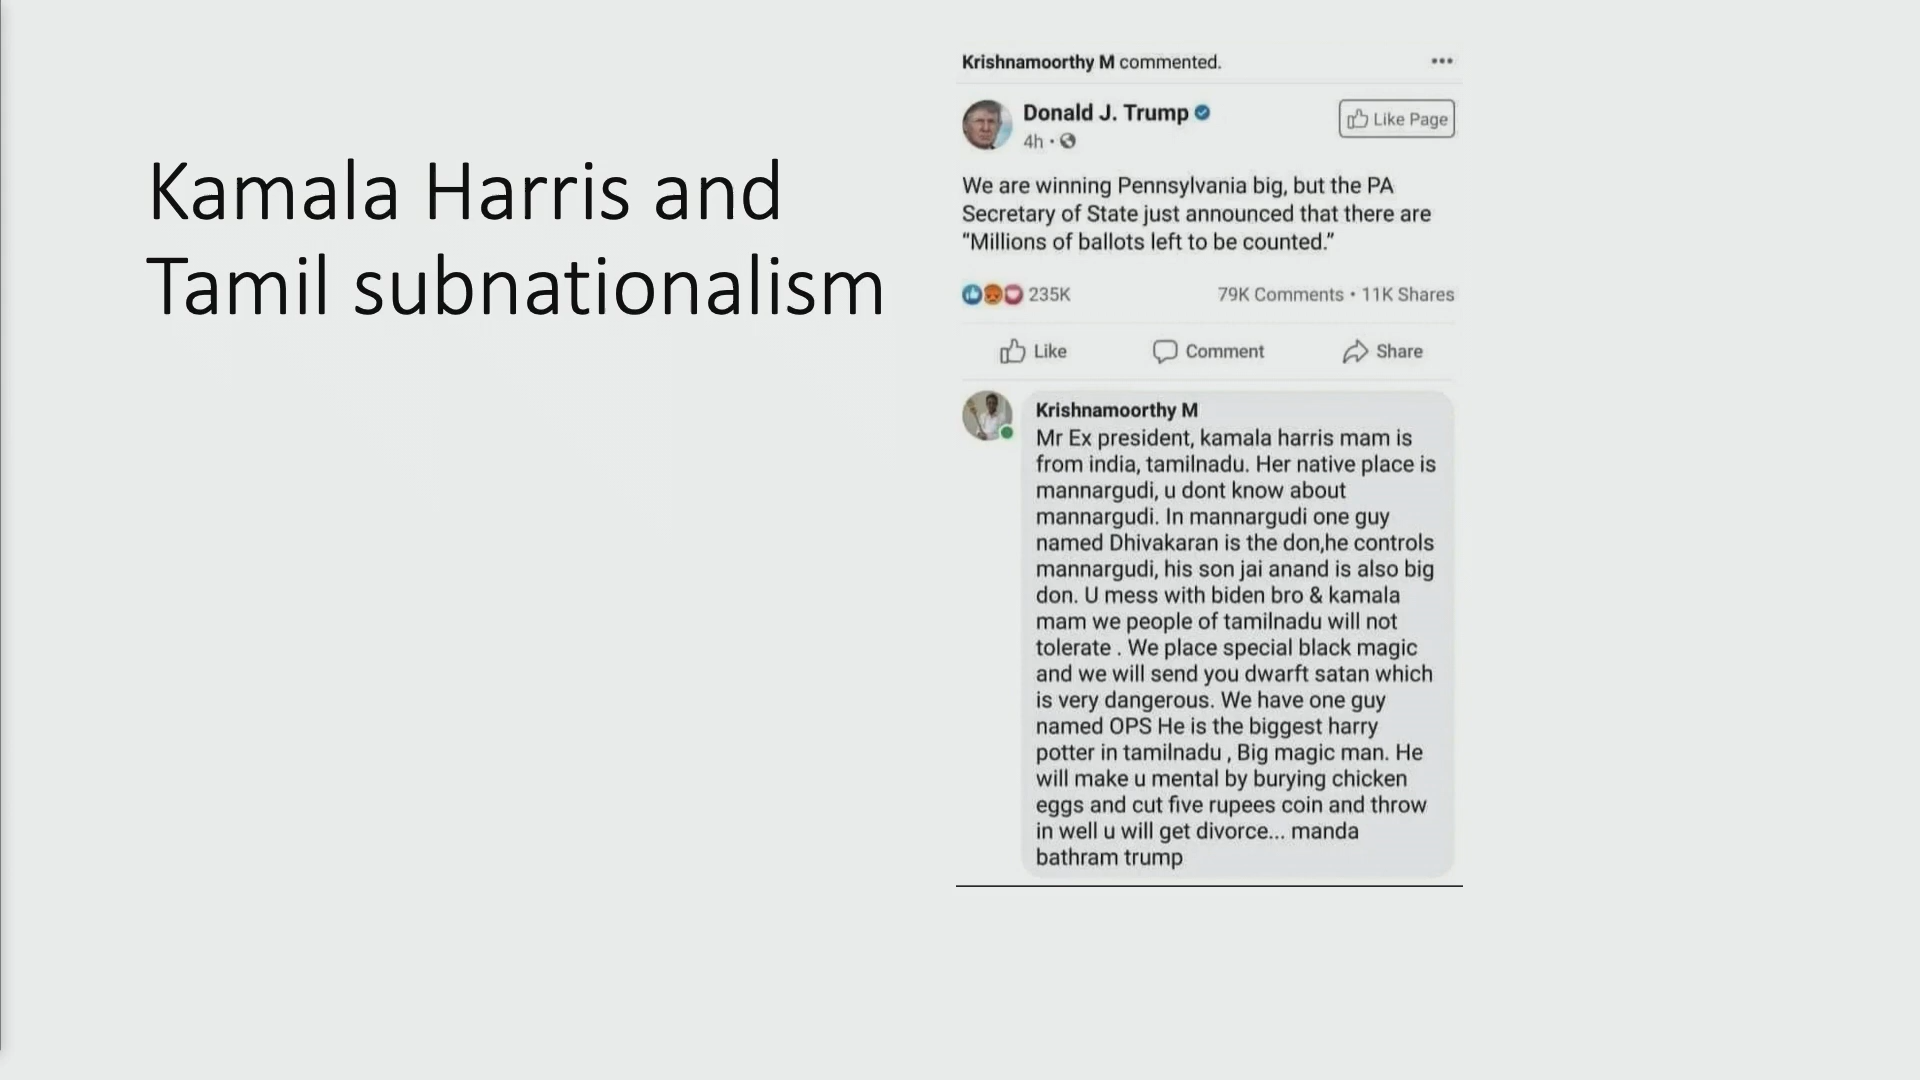 Kamala Harris and
Tamil subnationalism
Krishnamoorthy M commented.
Donald J. Trump
Like Page
4h
We are winning Pennsylvania big, but the PA
Secretary of State just announced that there are
“Millions of ballots left to be counted.”
235K
79K Comments • 11K Shares
Like
Comment
Share
Krishnamoorthy M
Mr Ex president, kamala harris mam is
from india, tamilnadu. Her native place is
mannargudi, u dont know about
mannargudi. In mannargudi one guy
named Dhivakaran is the don,he controls
mannargudi, his son jai anand is also big
don. U mess with biden bro & kamala
mam we people of tamilnadu will not
tolerate . We place special black magic
and we will send you dwarft satan which
is very dangerous. We have one guy
named OPS He is the biggest harry
potter in tamilnadu , Big magic man. He
will make u mental by burying chicken
eggs and cut five rupees coin and throw
in well u will get divorce... manda
bathram trump